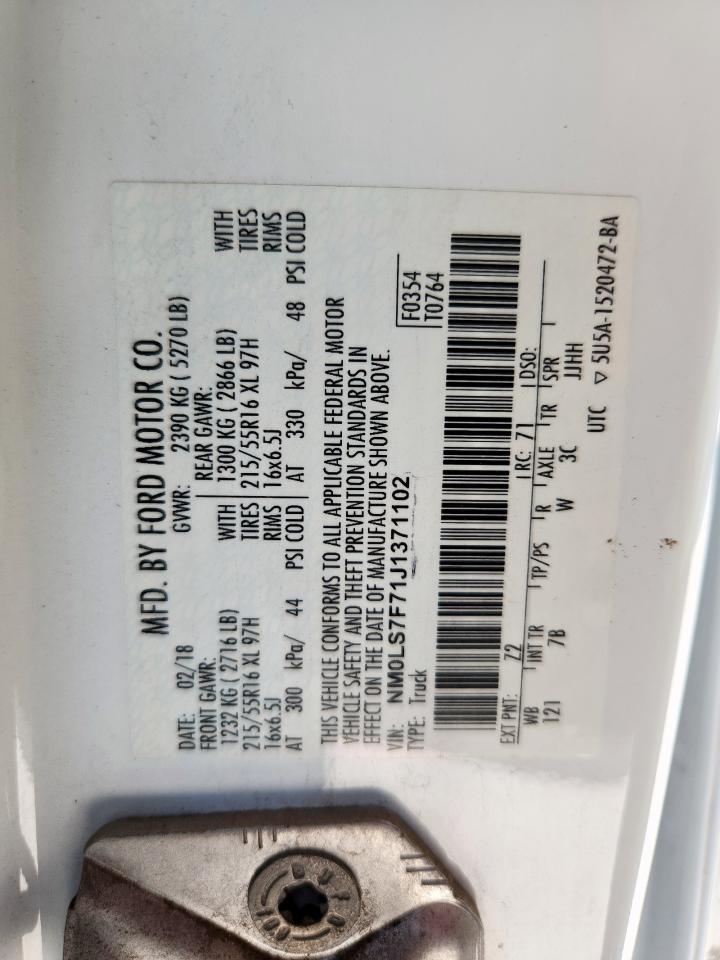 MFD. BY FORD MOTOR CO.
DATE: 02/18 GVWR: 2390 KG ( 5270 LB)
FRONT GAWR: REAR GAWR:
1232 KG ( 2716 LB) WITH 1300 KG ( 2866 LB) WITH
215/55R16 XL 97H TIRES 215/55R16 XL 97H TIRES
16x6.5J RIMS 16x6.5J RIMS
AT 300 kPa/ 44 PSI COLD AT 330 kPa/ 48 PSI COLD
THIS VEHICLE CONFORMS TO ALL APPLICABLE FEDERAL MOTOR
VEHICLE SAFETY AND THEFT PREVENTION STANDARDS IN
EFFECT ON THE DATE OF MANUFACTURE SHOWN ABOVE.
VIN: NM0LS7F71J1371102 F0354
TYPE: Truck T0764
EXT PNT: Z2 RC: 71 DSO:
WB INT TR TP/PS R AXLE TR SPR
121 7B W 3C JJHH
UTC ▽ 5U5A-1520472-BA